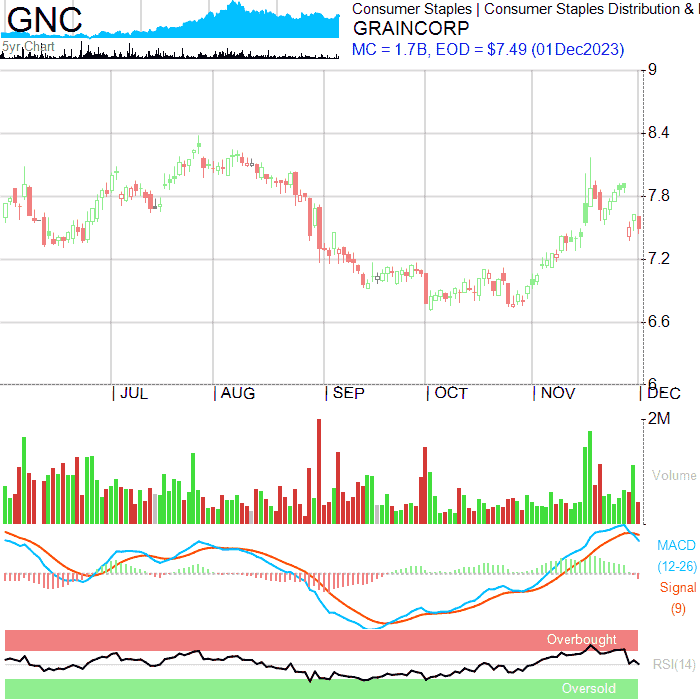 GNC
5yr Chart
Consumer Staples | Consumer Staples Distribution &
GRAINCORP
MC = 1.7B, EOD = $7.49 (01Dec2023)
9
8.4
7.8
7.2
6.6
6
JUL
AUG
SEP
OCT
NOV
DEC
2M
Volume
MACD
(12-26)
Signal
(9)
Overbought
RSI(14)
Oversold